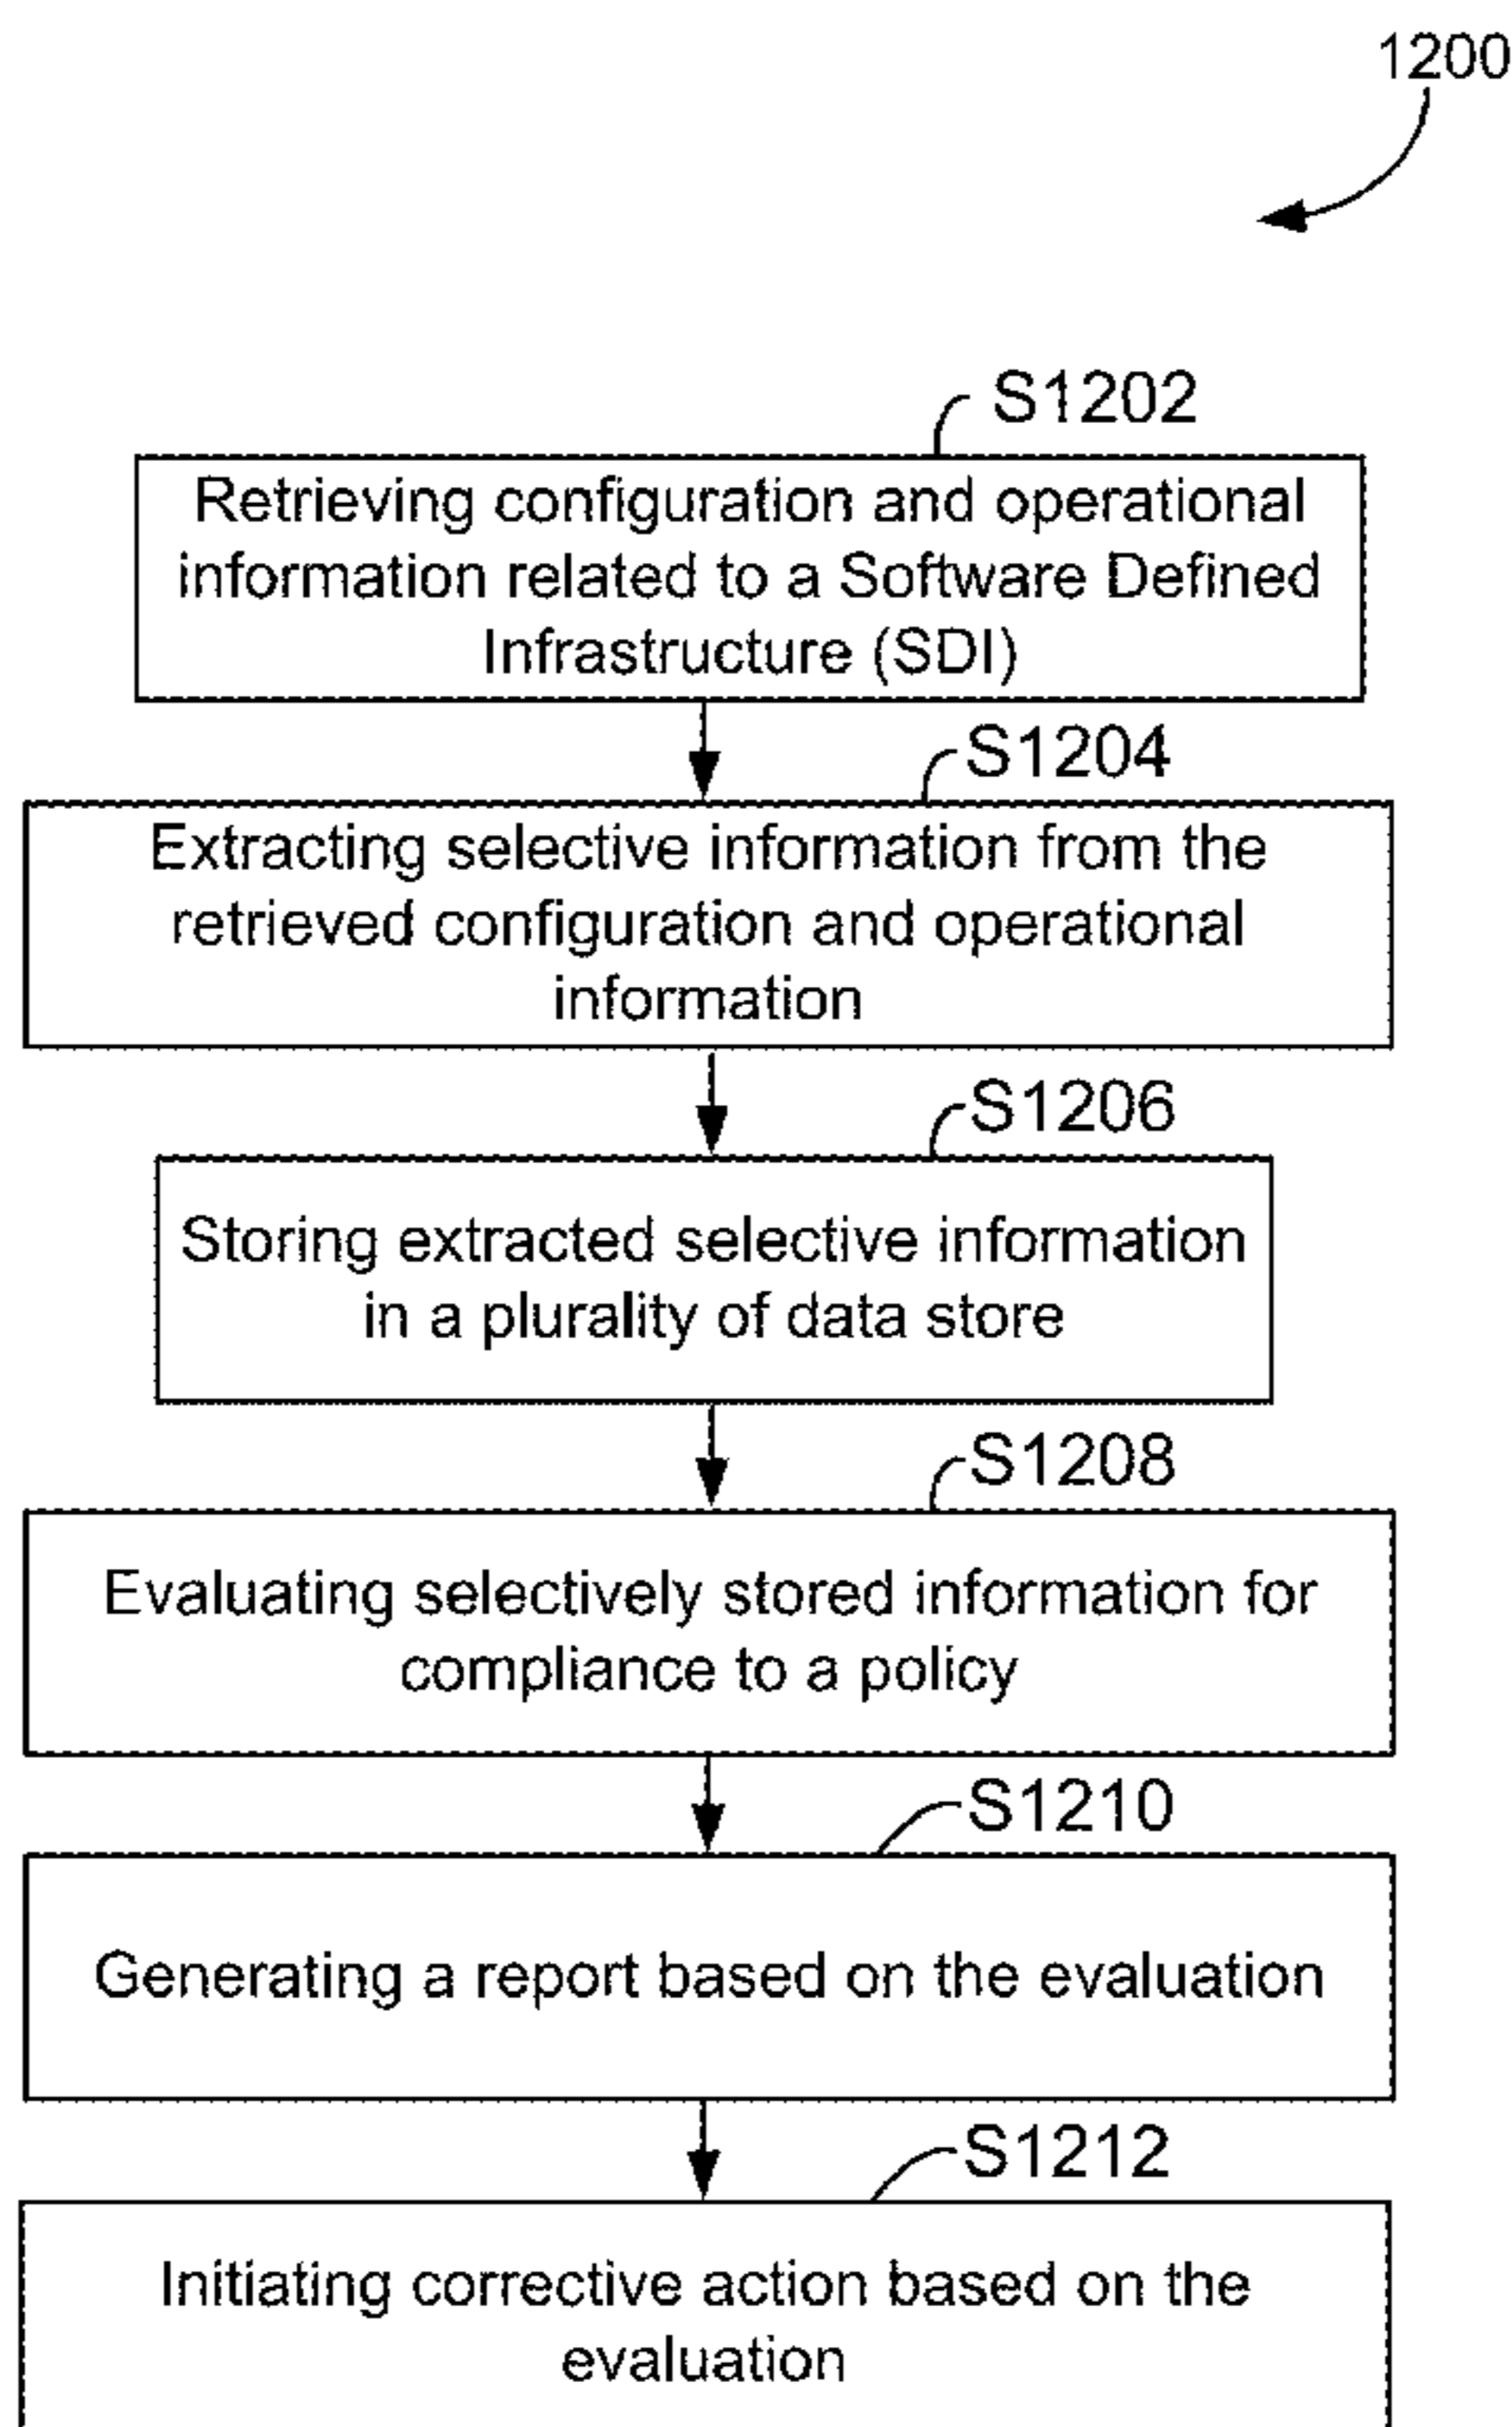 1200
S1202
Retrieving configuration and operational
information related to a Software Defined
Infrastructure (SDI)
S1204
Extracting selective information from the
retrieved configuration and operational
information
S1206
Storing extracted selective information
in a plurality of data store
S1208
Evaluating selectively stored information for
compliance to a policy
S1210
Generating a report based on the evaluation
S1212
Initiating corrective action based on the
evaluation